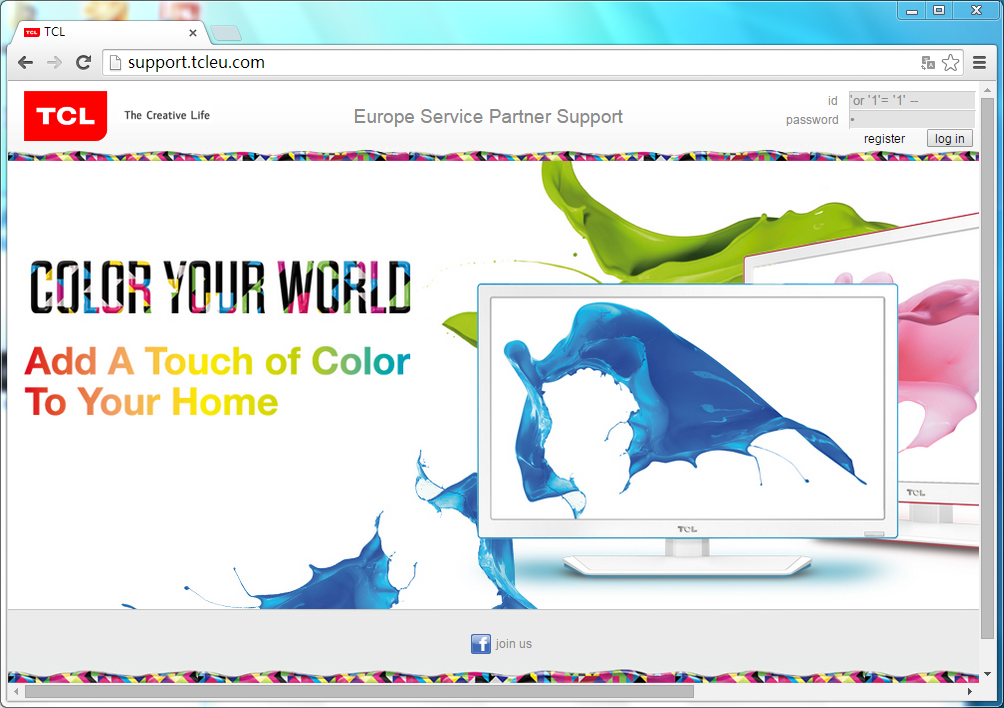 TCL
support.tcleu.com
TCL
The Creative Life
Europe Service Partner Support
id
'or '1'= '1' --
password
•
register
log in
COLOR YOUR WORLD
Add A Touch of Color
To Your Home
TCL
TCL
f
join us